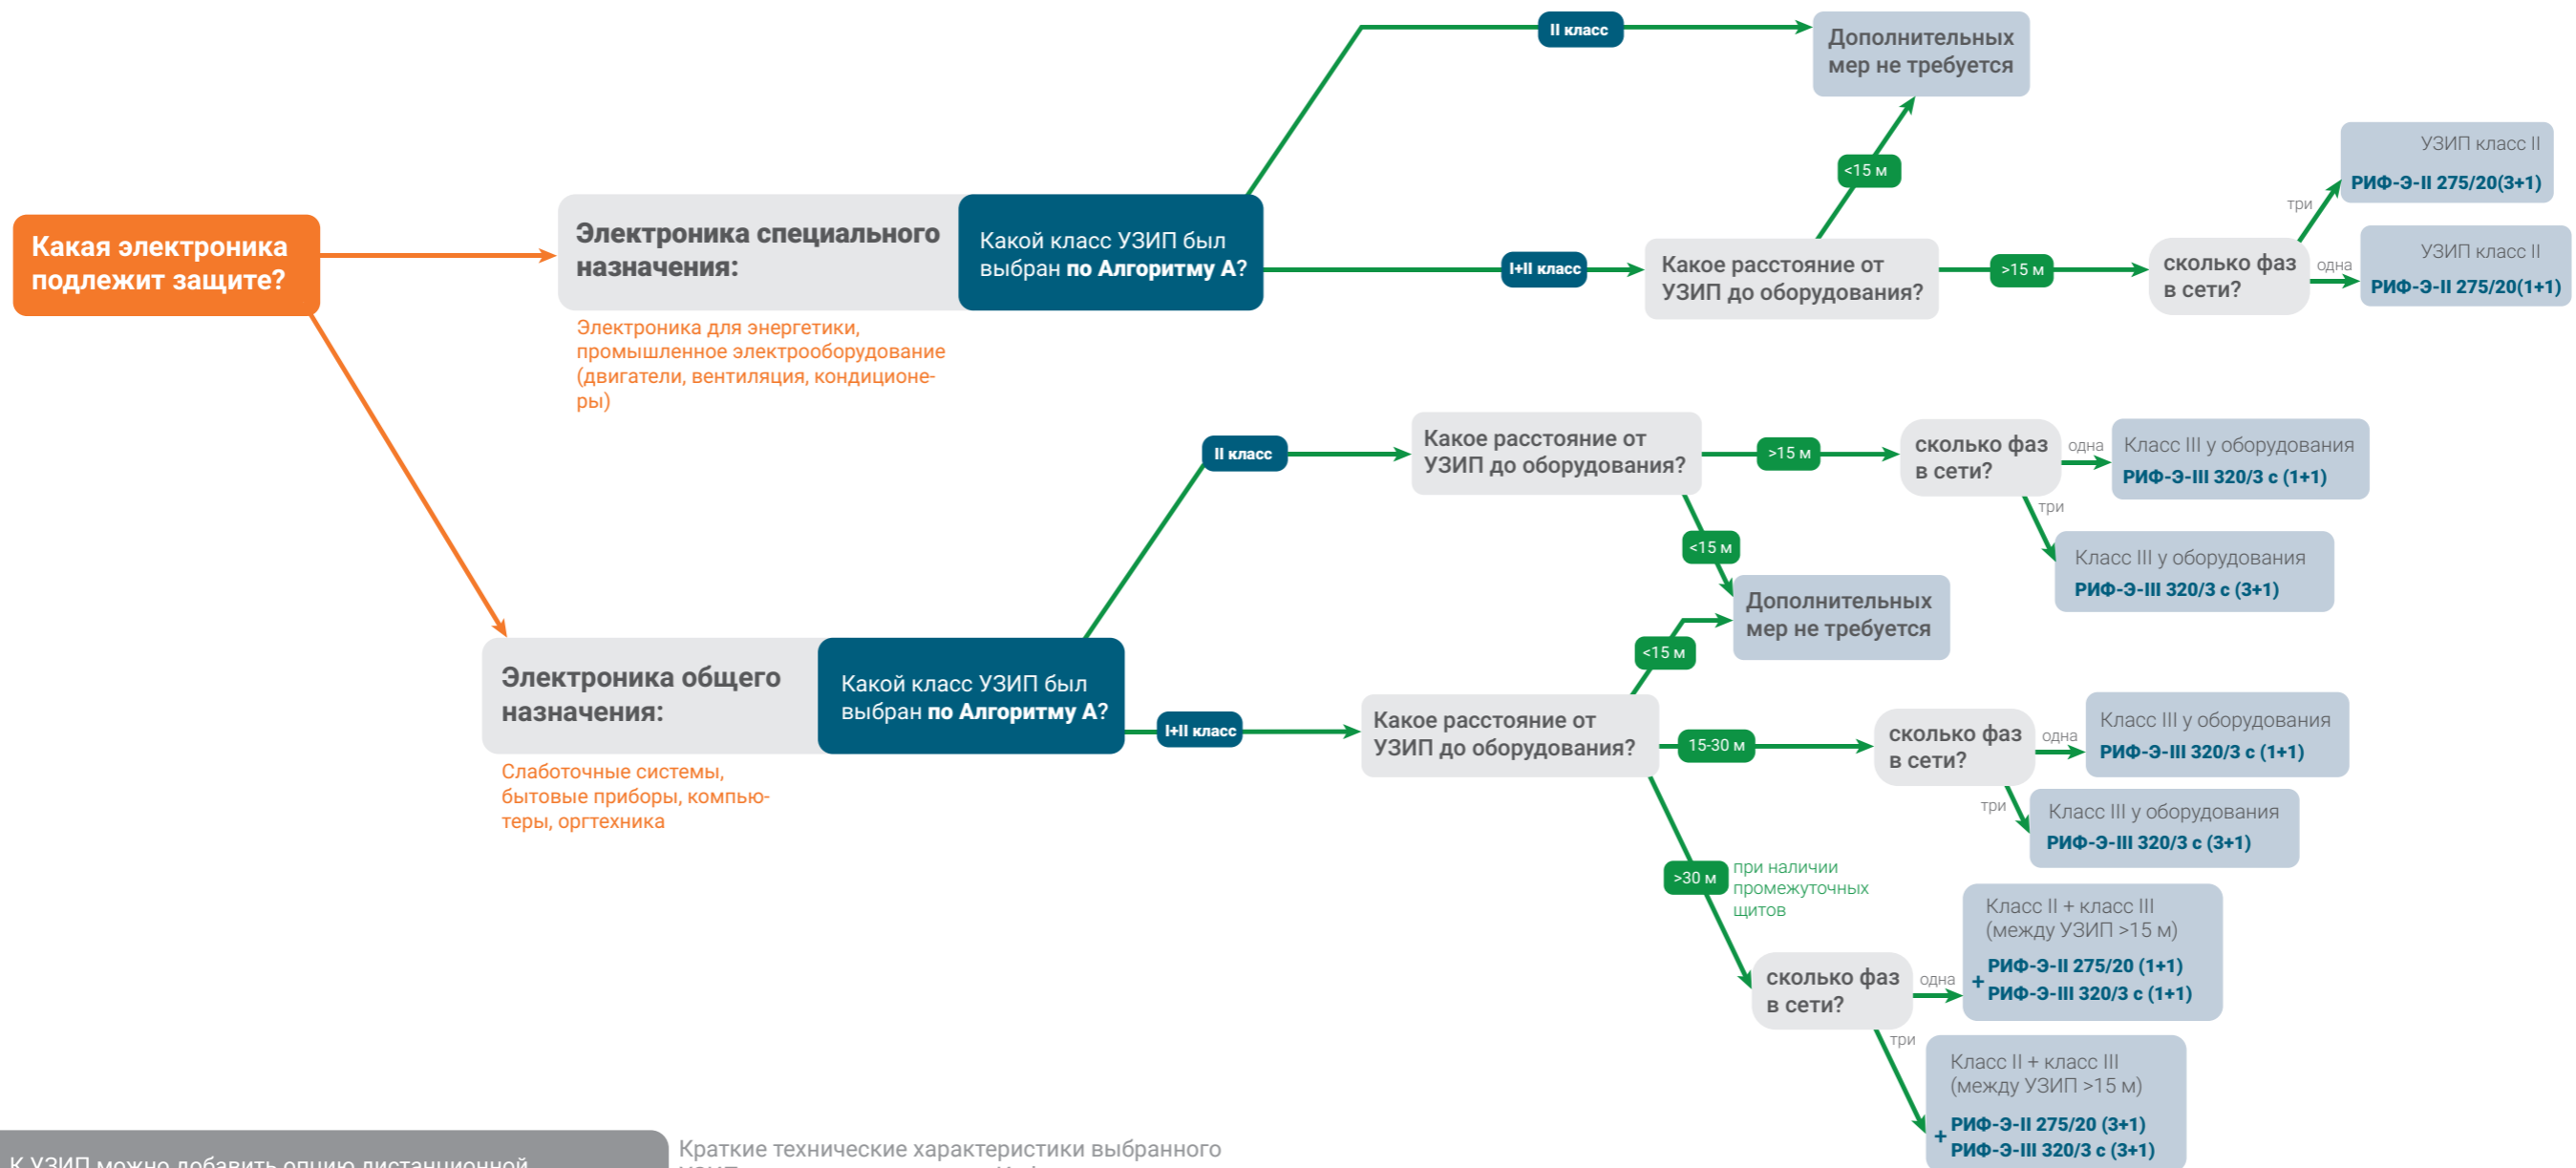 II класс
Дополнительных
мер не требуется
<15 м
УЗИП класс II
РИФ-Э-II 275/20(3+1)
три
Какая электроника
подлежит защите?
Электроника специального
назначения:
Какой класс УЗИП был
выбран по Алгоритму А?
I+II класс
Какое расстояние от
УЗИП до оборудования?
>15 м
сколько фаз
в сети?
одна
УЗИП класс II
РИФ-Э-II 275/20(1+1)
Электроника для энергетики,
промышленное электрооборудование
(двигатели, вентиляция, кондиционе-
ры)
II класс
Какое расстояние от
УЗИП до оборудования?
>15 м
сколько фаз
в сети?
одна
Класс III у оборудования
РИФ-Э-III 320/3 с (1+1)
три
Класс III у оборудования
РИФ-Э-III 320/3 с (3+1)
<15 м
Дополнительных
мер не требуется
<15 м
Электроника общего
назначения:
Какой класс УЗИП был
выбран по Алгоритму А?
I+II класс
Какое расстояние от
УЗИП до оборудования?
15-30 м
сколько фаз
в сети?
одна
Класс III у оборудования
РИФ-Э-III 320/3 с (1+1)
три
Класс III у оборудования
РИФ-Э-III 320/3 с (3+1)
Слаботочные системы,
бытовые приборы, компью-
теры, оргтехника
>30 м
при наличии
промежуточных
щитов
сколько фаз
в сети?
одна
Класс II + класс III
(между УЗИП >15 м)
РИФ-Э-II 275/20 (1+1)
+
РИФ-Э-III 320/3 с (1+1)
три
Класс II + класс III
(между УЗИП >15 м)
РИФ-Э-II 275/20 (3+1)
+
РИФ-Э-III 320/3 с (3+1)
К УЗИП можно добавить опцию дистанционной
Краткие технические характеристики выбранного